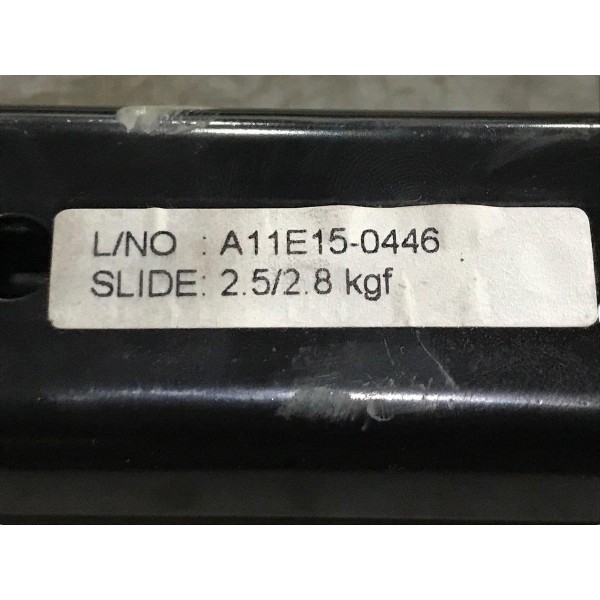 L/NO : A11E15-0446
SLIDE: 2.5/2.8 kgf